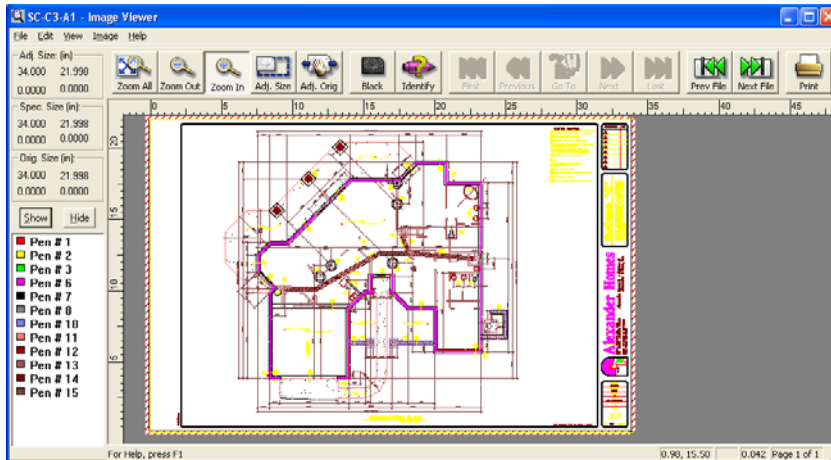 SC-C3-A1 - Image Viewer
File Edit View Image Help
Adj. Size: (in)
34.000 21.998
0.0000 0.0000
Spec. Size (in):
34.000 21.998
0.0000 0.0000
Orig. Size (in)
34.000 21.998
0.0000 0.0000
Show Hide
Zoom All Zoom Out Zoom In Adj. Size Adj. Orig Black Identify First Previous Go To Next Last Prev File Next File Print
0 5 10 15 20 25 30 35 40 45
20
15
10
5
Pen # 1
Pen # 2
Pen # 3
Pen # 6
Pen # 7
Pen # 8
Pen # 10
Pen # 11
Pen # 12
Pen # 13
Pen # 14
Pen # 15
Alexander Homes
A1
For Help, press F1
0.98, 15.50 0.042 Page 1 of 1